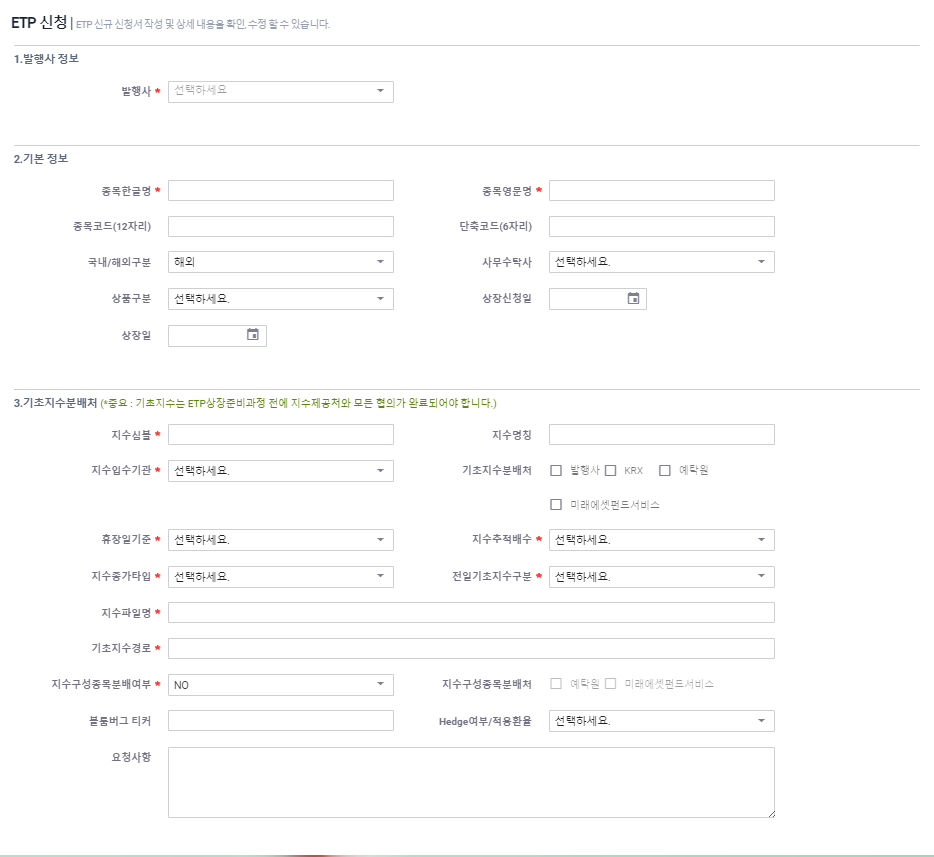 ETP 신청 | ETP 신규 신청서 작성 및 상세 내용을 확인, 수정 할 수 있습니다.
1.발행사 정보
발행사 * 선택하세요
2.기본 정보
종목한글명 * 종목영문명 *
종목코드(12자리) 단축코드(6자리)
국내/해외구분 해외 사무수탁사 선택하세요.
상품구분 선택하세요. 상장신청일
상장일
3.기초지수분배처 (*중요 : 기초지수는 ETP상장준비과정 전에 지수제공처와 모든 협의가 완료되어야 합니다.)
지수심볼 * 지수명칭
지수입수기관 * 선택하세요. 기초지수분배처 발행사 KRX 예탁원
미래에셋펀드서비스
휴장일기준 * 선택하세요. 지수추적배수 * 선택하세요.
지수종가타입 * 선택하세요. 전일기초지수구분 * 선택하세요.
지수파일명 *
기초지수경로 *
지수구성종목분배여부 * NO 지수구성종목분배처 예탁원 미래에셋펀드서비스
블룸버그 티커 Hedge여부/적용환율 선택하세요.
요청사항